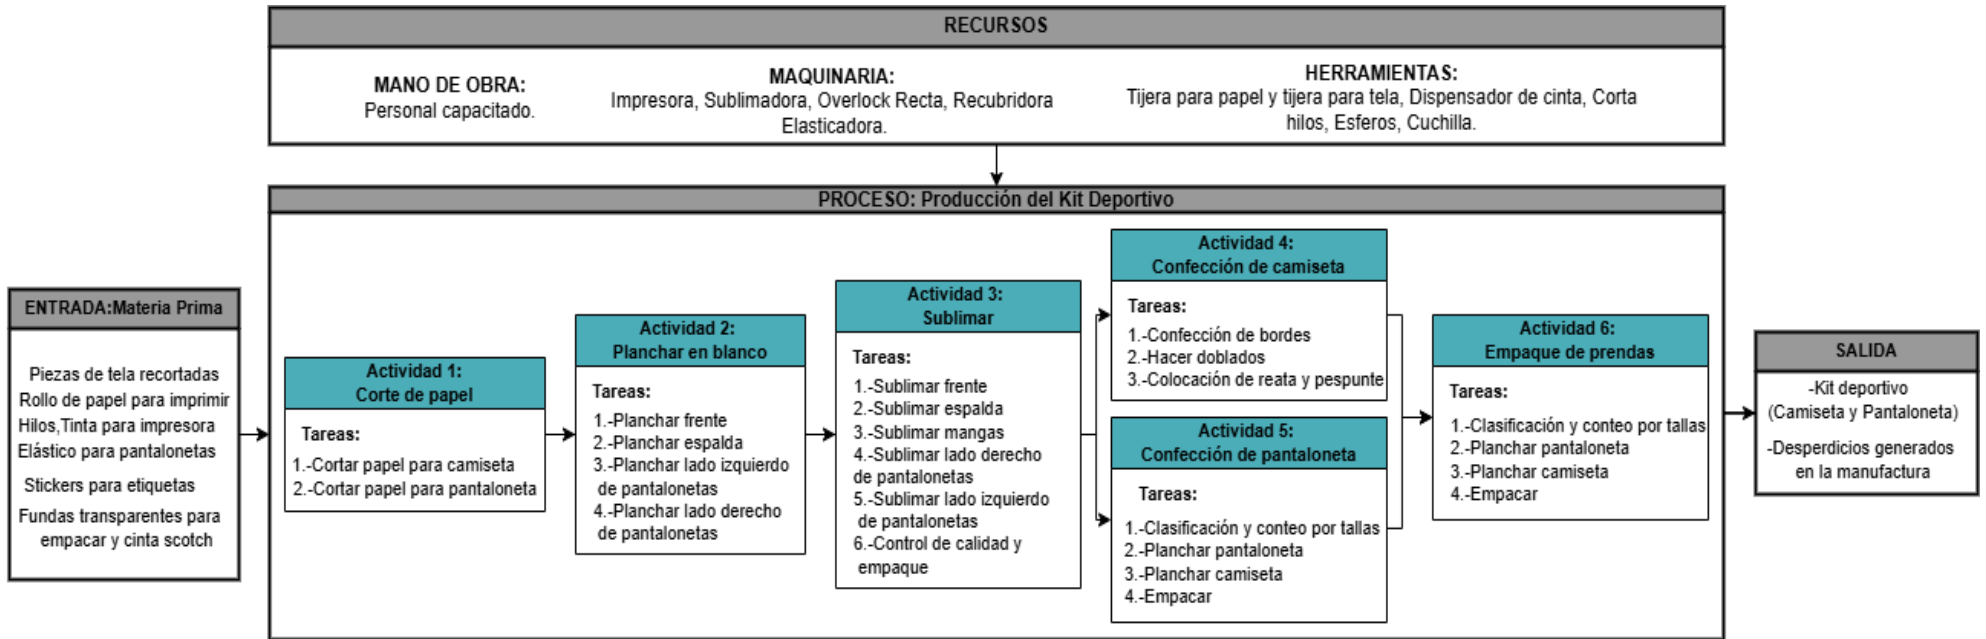 RECURSOS
MANO DE OBRA:
Personal capacitado.
MAQUINARIA:
Impresora, Sublimadora, Overlock Recta, Recubridora
Elasticadora.
HERRAMIENTAS:
Tijera para papel y tijera para tela, Dispensador de cinta, Corta
hilos, Esferos, Cuchilla.
PROCESO: Producción del Kit Deportivo
ENTRADA:Materia Prima
Piezas de tela recortadas
Rollo de papel para imprimir
Hilos,Tinta para impresora
Elástico para pantalonetas
Stickers para etiquetas
Fundas transparentes para
empacar y cinta scotch
Actividad 1:
Corte de papel
Tareas:
1.-Cortar papel para camiseta
2.-Cortar papel para pantaloneta
Actividad 2:
Planchar en blanco
Tareas:
1.-Planchar frente
2.-Planchar espalda
3.-Planchar lado izquierdo
de pantalonetas
4.-Planchar lado derecho
de pantalonetas
Actividad 3:
Sublimar
Tareas:
1.-Sublimar frente
2.-Sublimar espalda
3.-Sublimar mangas
4.-Sublimar lado derecho
de pantalonetas
5.-Sublimar lado izquierdo
de pantalonetas
6.-Control de calidad y
empaque
Actividad 4:
Confección de camiseta
Tareas:
1.-Confección de bordes
2.-Hacer doblados
3.-Colocación de reata y pespunte
Actividad 5:
Confección de pantaloneta
Tareas:
1.-Clasificación y conteo por tallas
2.-Planchar pantaloneta
3.-Planchar camiseta
4.-Empacar
Actividad 6:
Empaque de prendas
Tareas:
1.-Clasificación y conteo por tallas
2.-Planchar pantaloneta
3.-Planchar camiseta
4.-Empacar
SALIDA
-Kit deportivo
(Camiseta y Pantaloneta)
-Desperdicios generados
en la manufactura